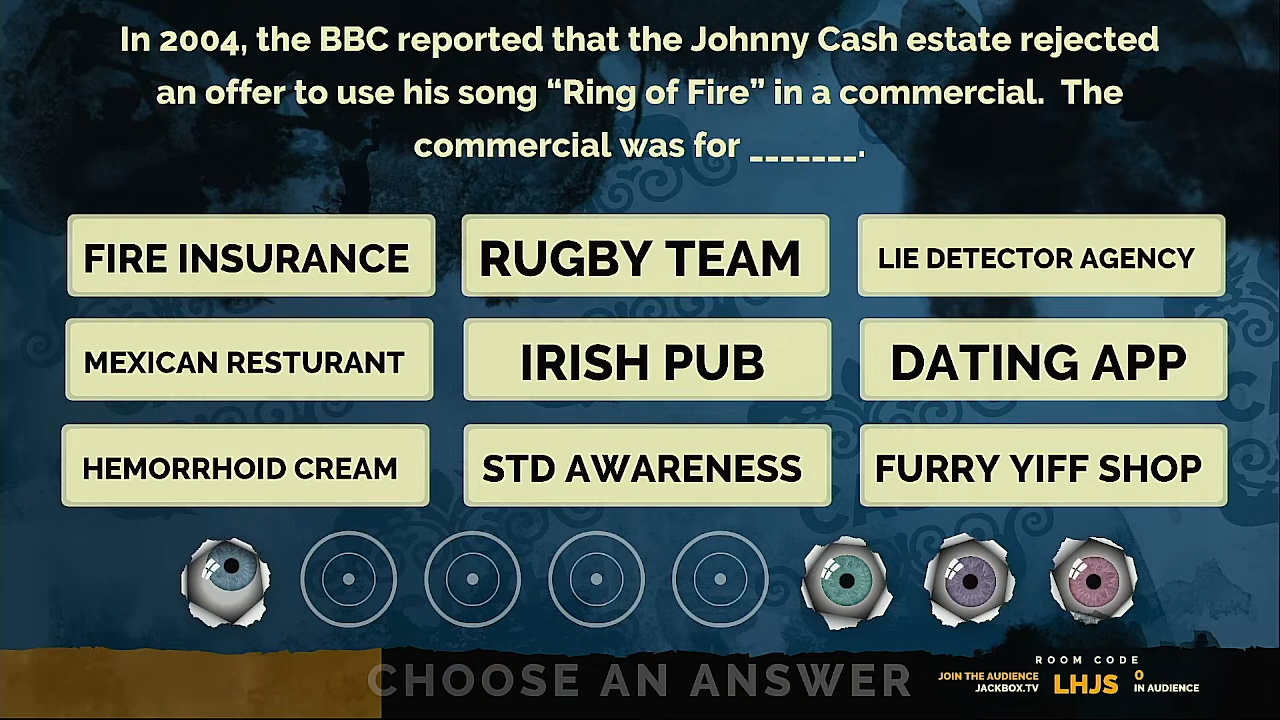 In 2004, the BBC reported that the Johnny Cash estate rejected
an offer to use his song “Ring of Fire” in a commercial. The
commercial was for _______.
FIRE INSURANCE
RUGBY TEAM
LIE DETECTOR AGENCY
MEXICAN RESTURANT
IRISH PUB
DATING APP
HEMORRHOID CREAM
STD AWARENESS
FURRY YIFF SHOP
CHOOSE AN ANSWER
ROOM CODE
JOIN THE AUDIENCE
JACKBOX.TV
LHJS
0
IN AUDIENCE